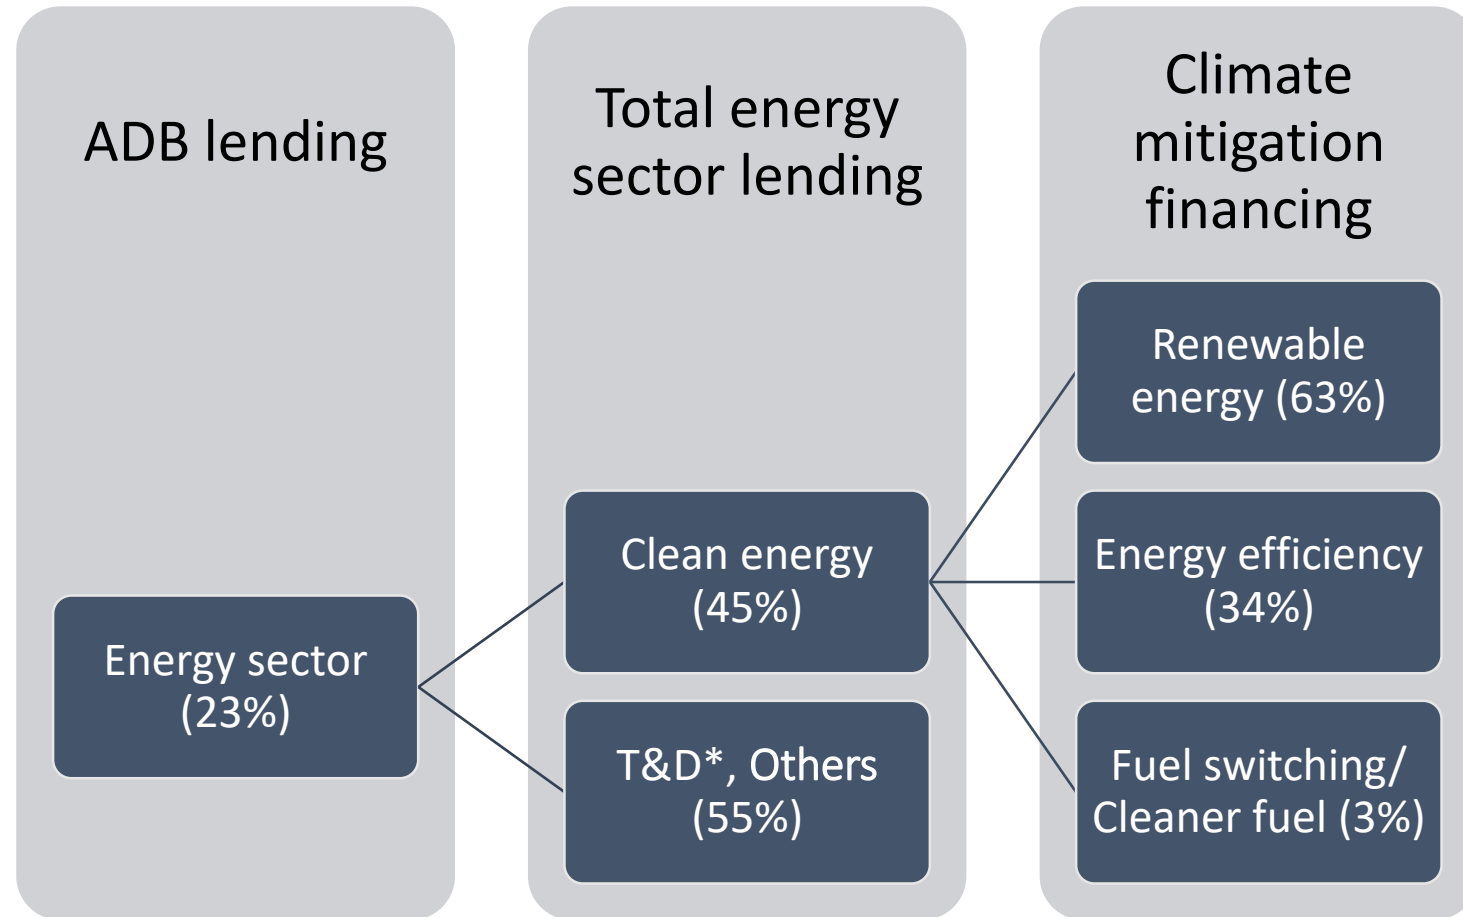 ADB lending
Energy sector
(23%)
Total energy
sector lending
Clean energy
(45%)
T&D*, Others
(55%)
Climate
mitigation
financing
Renewable
energy (63%)
Energy efficiency
(34%)
Fuel switching/
Cleaner fuel (3%)